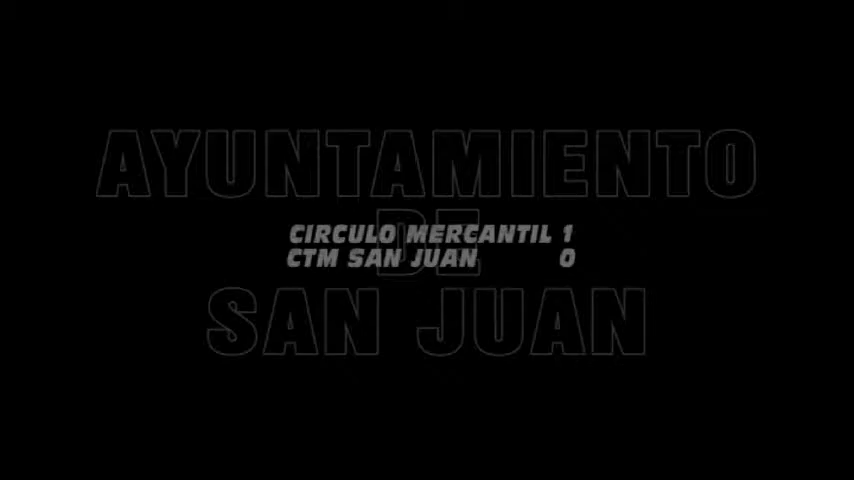 AYUNTAMIENTO
DE
CIRCULO MERCANTIL 1
CTM SAN JUAN 0
SAN JUAN